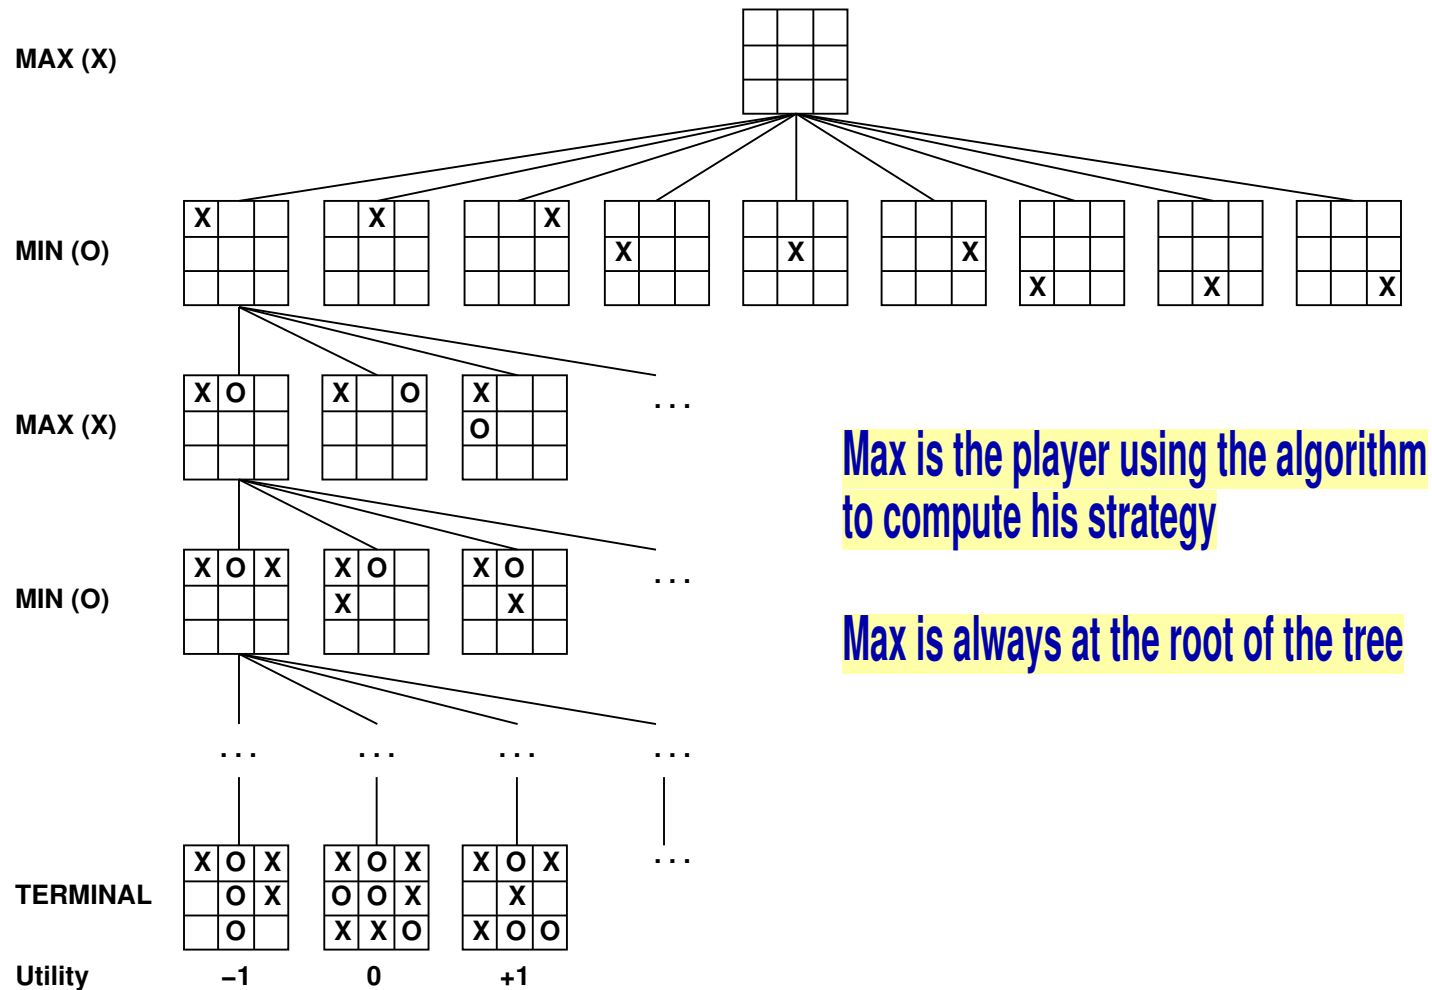 MAX (X)
X X X X X X X X X
MIN (O)
X O X O X
MAX (X) O . . .
Max is the player using the algorithm
to compute his strategy
X O X X O X O
MIN (O) X X . . .
Max is always at the root of the tree
. . . . . . . . . . . .
X O X X O X X O X . . .
TERMINAL O X O O X X
O X X O X O O
Utility −1 0 +1